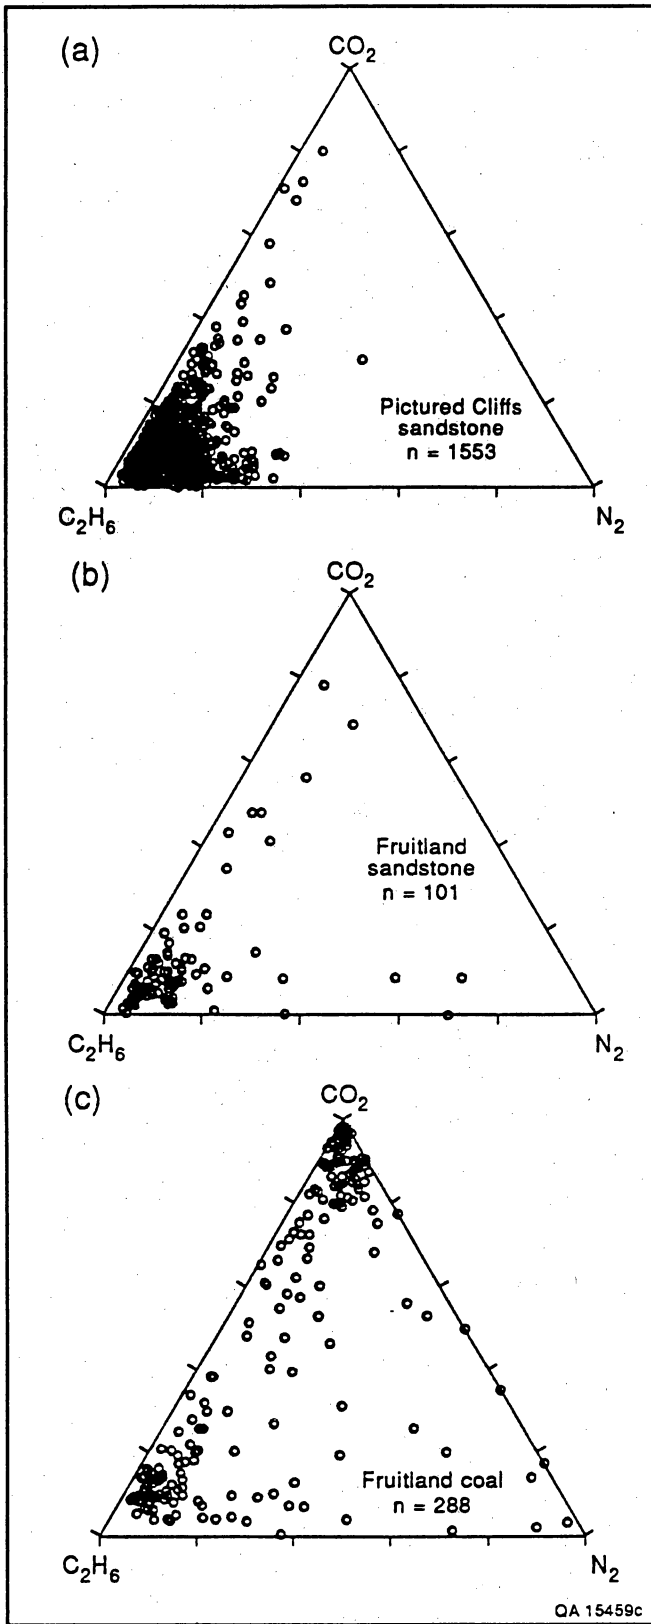 (a)
CO2
Pictured Cliffs
sandstone
n = 1553
C2H6
N2
(b)
CO2
Fruitland
sandstone
n = 101
C2H6
N2
(c)
CO2
Fruitland coal
n = 288
C2H6
N2
QA 15459c